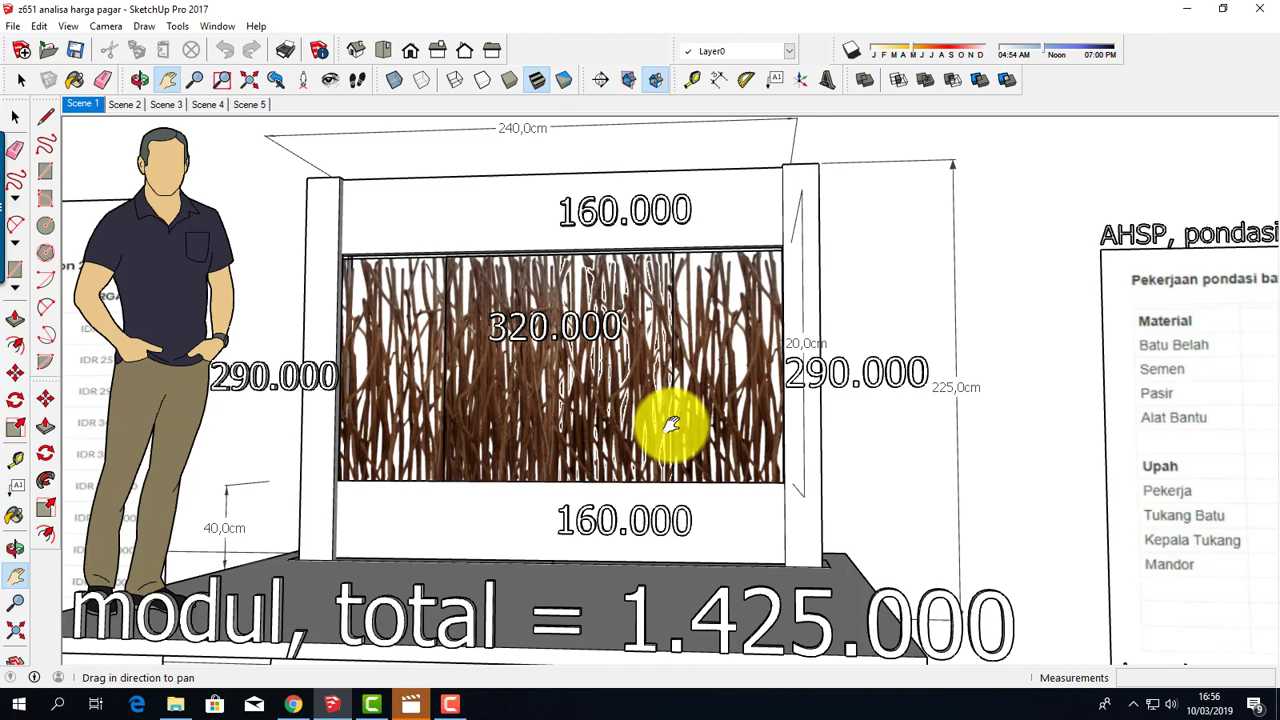 z651 analisa harga pagar - SketchUp Pro 2017
File Edit View Camera Draw Tools Window Help
Layer0
J F M A M J J A S O N D
04:54 AM Noon 07:00 PM
Scene 1 Scene 2 Scene 3 Scene 4 Scene 5
240,0cm
160.000
AHSP, pondasi
Pekerjaan pondasi ba
Material
Batu Belah
Semen
Pasir
Alat Bantu
320.000
20,0cm
290.000
290.000
225,0cm
Upah
Pekerja
Tukang Batu
Kepala Tukang
Mandor
160.000
40,0cm
modul, total = 1.425.000
Drag in direction to pan
Measurements
16:56
10/03/2019
9